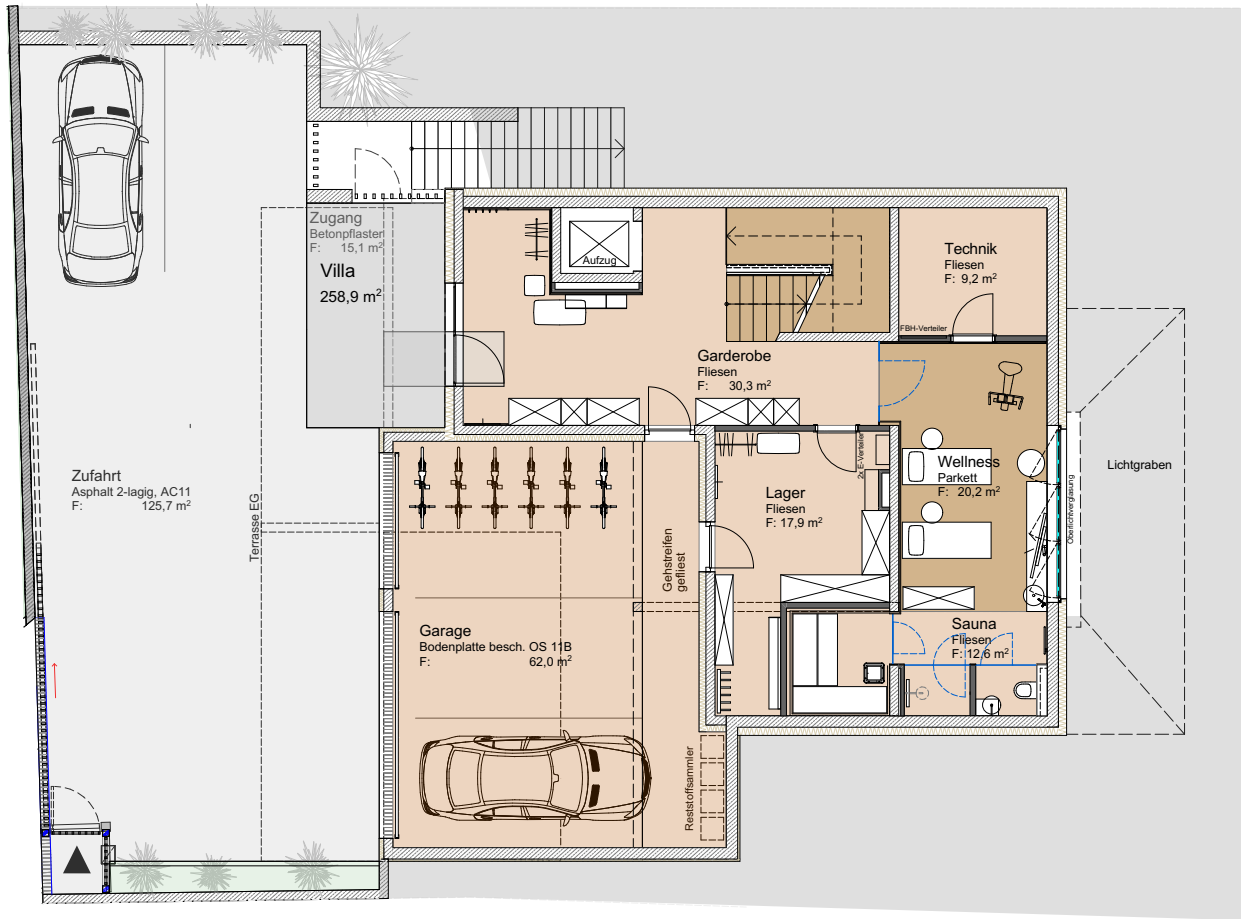 Zugang
Betonpflaster
F: 15,1 m²
Villa
258,9 m²
Aufzug
Technik
Fliesen
F: 9,2 m²
FBH-Verteiler
Garderobe
Fliesen
F: 30,3 m²
Zufahrt
Asphalt 2-lagig, AC11
F: 125,7 m²
Terrasse EG
Gehstreifen
gefliest
Lager
Fliesen
F: 17,9 m²
2x E-Verteiler
Wellness
Parkett
F: 20,2 m²
Oberlichtverglasung
Lichtgraben
Garage
Bodenplatte besch. OS 11B
F: 62,0 m²
Sauna
Fliesen
F: 12,6 m²
Reststoffsammler